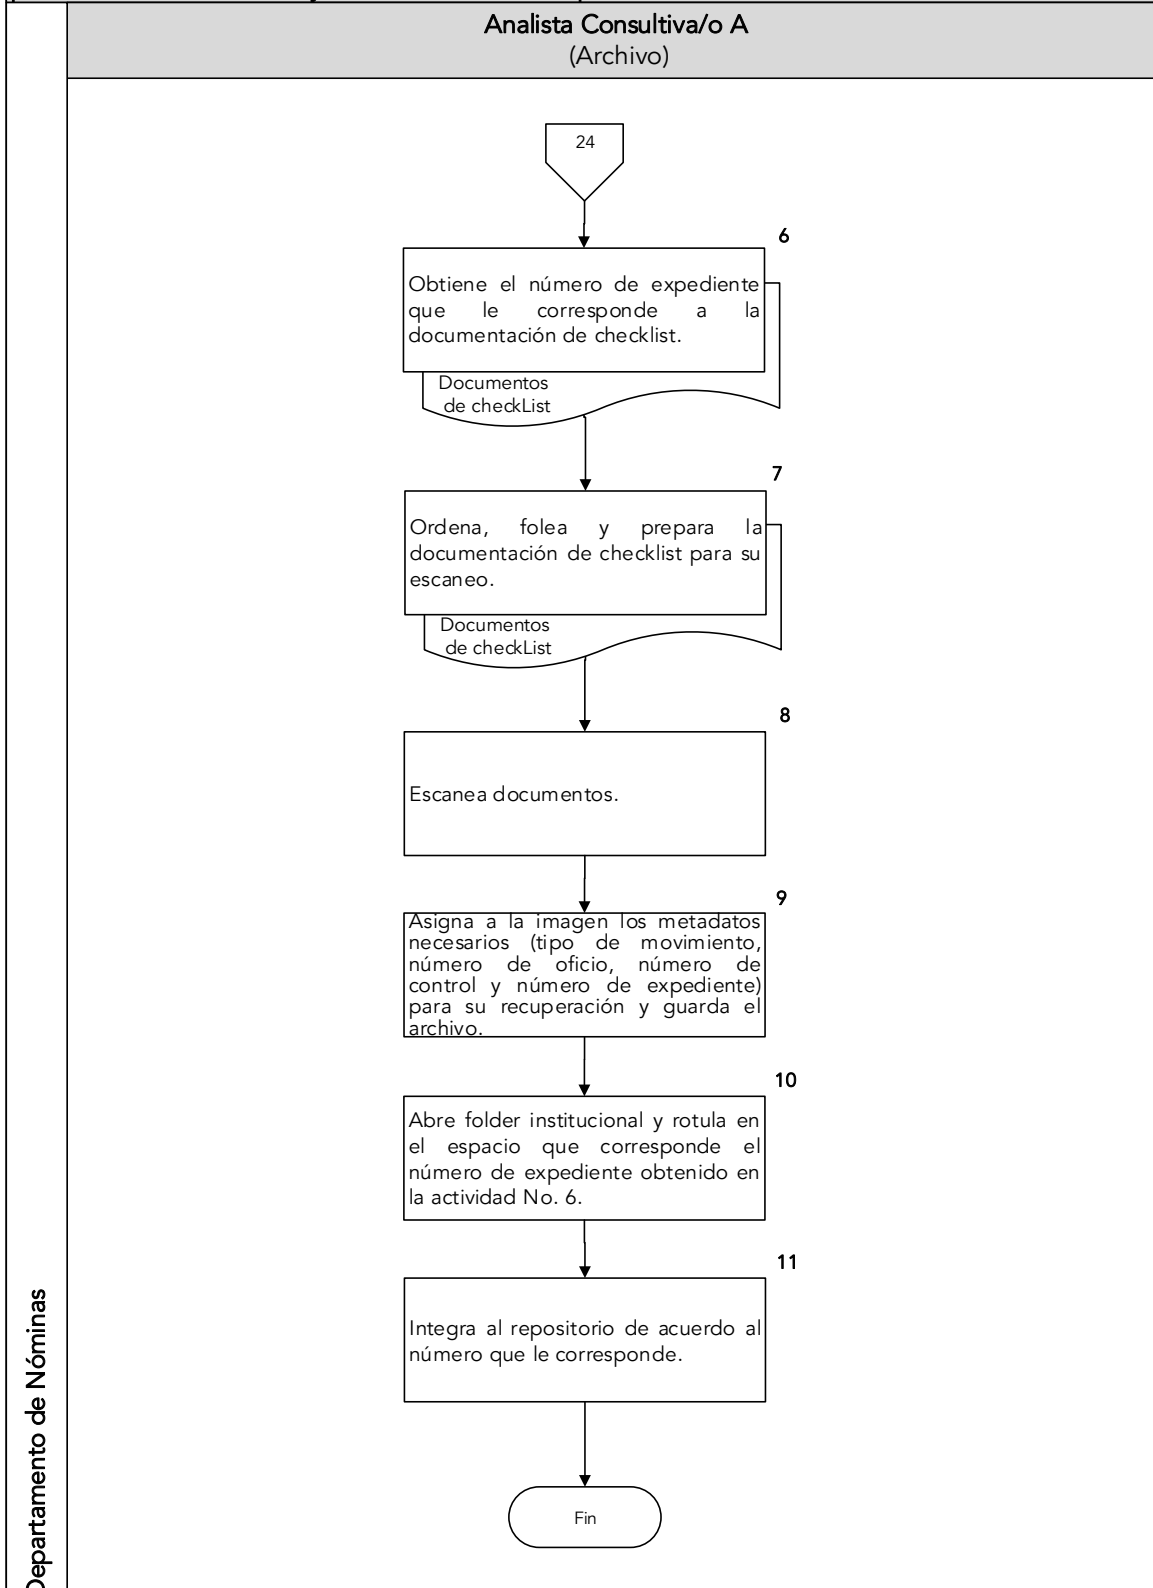 Analista Consultiva/o A
(Archivo)
24
6
Obtiene el número de expediente
que le corresponde a la
documentación de checklist.
Documentos
de checkList
7
Ordena, folea y prepara la
documentación de checklist para su
escaneo.
Documentos
de checkList
8
Escanea documentos.
9
Asigna a la imagen los metadatos
necesarios (tipo de movimiento,
número de oficio, número de
control y número de expediente)
para su recuperación y guarda el
archivo.
10
Abre folder institucional y rotula en
el espacio que corresponde el
número de expediente obtenido en
la actividad No. 6.
11
Integra al repositorio de acuerdo al
número que le corresponde.
Fin
Departamento de Nóminas